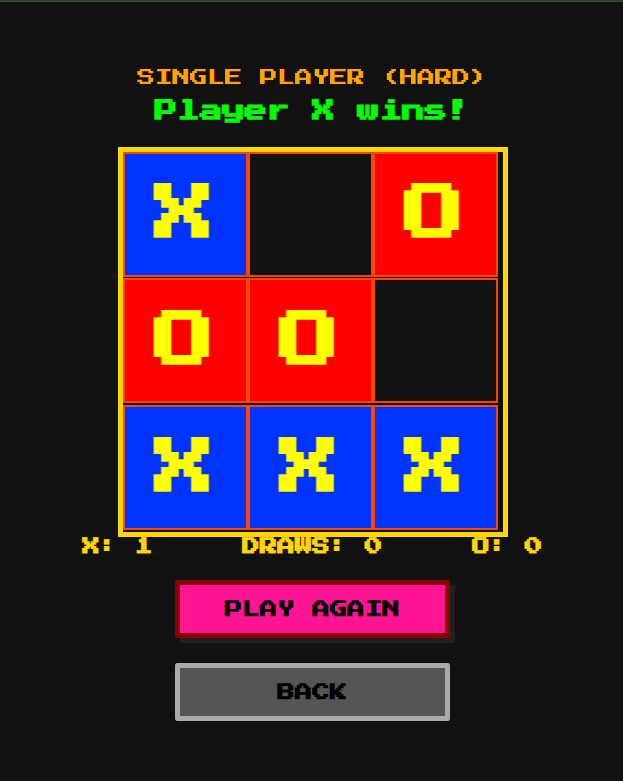 SINGLE PLAYER (HARD)
Player X wins!
X O
O O
X X X
X: 1 DRAWS: 0 O: 0
PLAY AGAIN
BACK